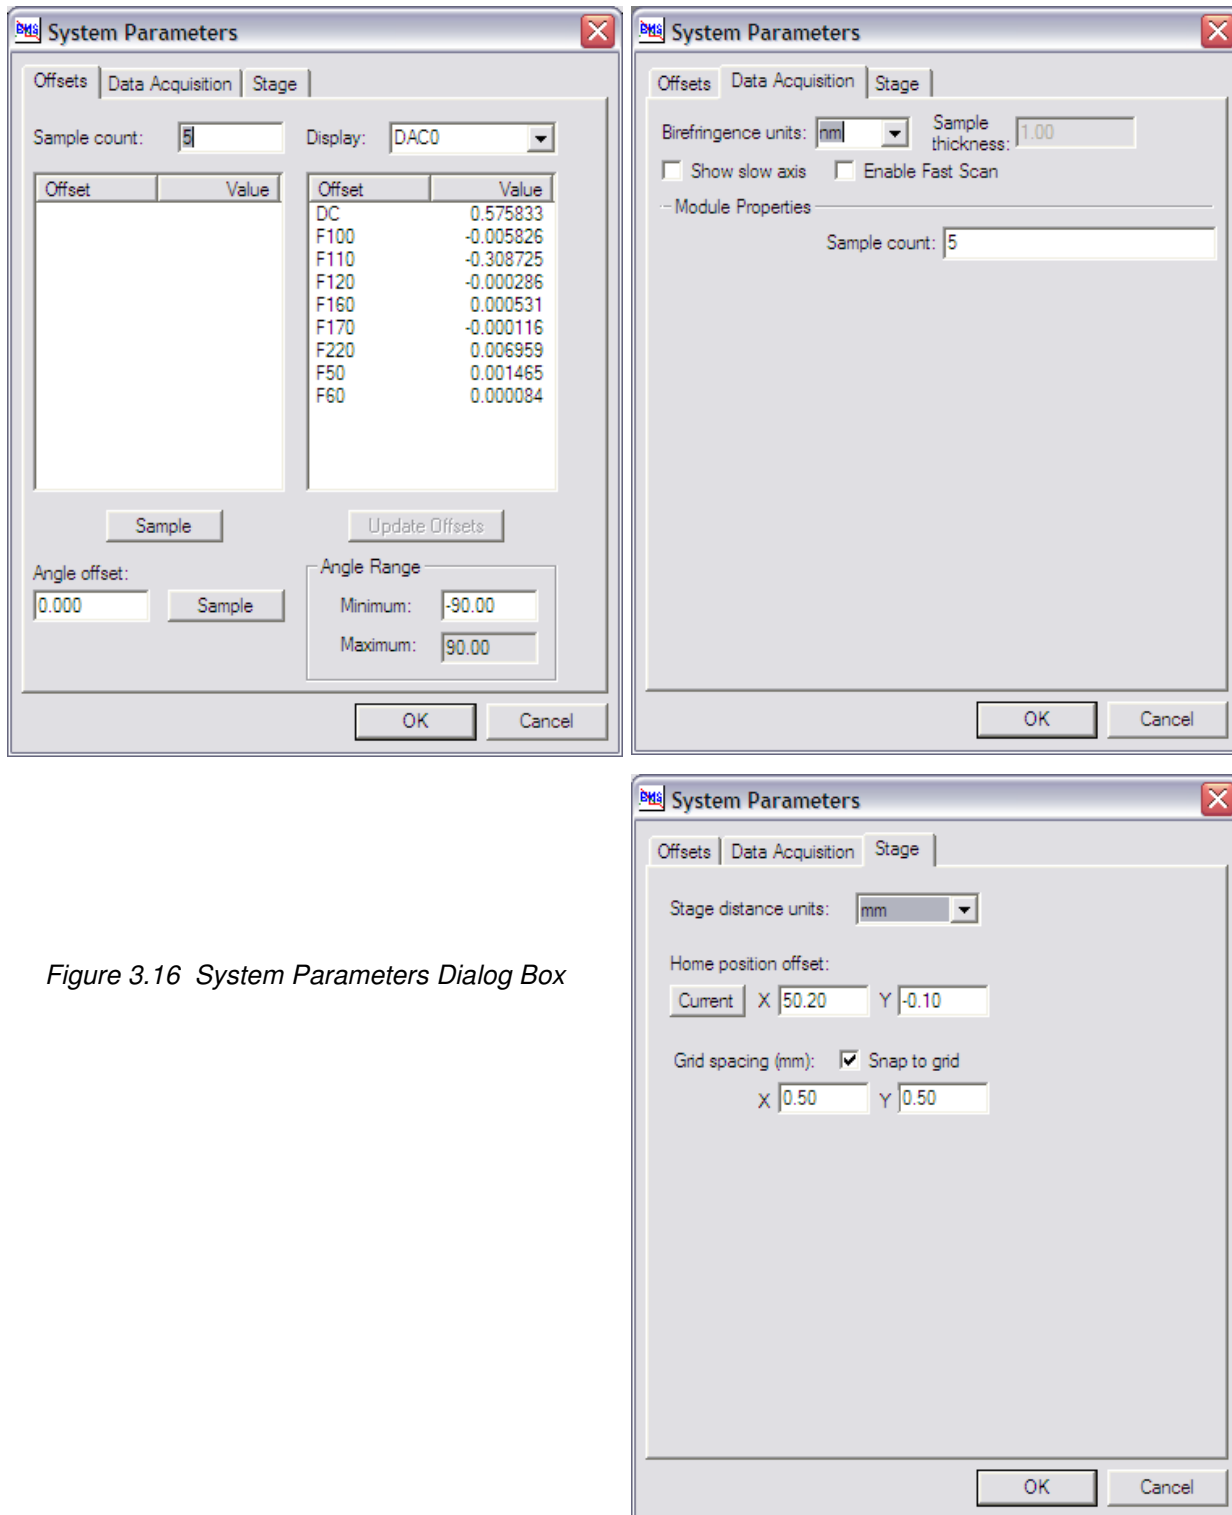 System Parameters
Offsets Data Acquisition Stage
Sample count: 5 Display: DAC0
Offset Value
Offset Value
DC 0.575833
F100 -0.005826
F110 -0.308725
F120 -0.000286
F160 0.000531
F170 -0.000116
F220 0.006959
F50 0.001465
F60 0.000084
Sample
Update Offsets
Angle offset:
0.000 Sample
Angle Range
Minimum: -90.00
Maximum: 90.00
OK Cancel
System Parameters
Offsets Data Acquisition Stage
Birefringence units: nm Sample thickness: 1.00
Show slow axis Enable Fast Scan
Module Properties
Sample count: 5
OK Cancel
Figure 3.16 System Parameters Dialog Box
System Parameters
Offsets Data Acquisition Stage
Stage distance units: mm
Home position offset:
Current X 50.20 Y -0.10
Grid spacing (mm): Snap to grid
X 0.50 Y 0.50
OK Cancel